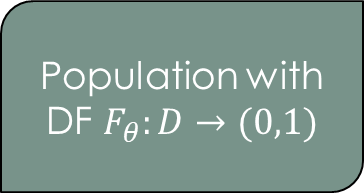 Population with
DF 𝐹𝜃: 𝐷 → (0,1)